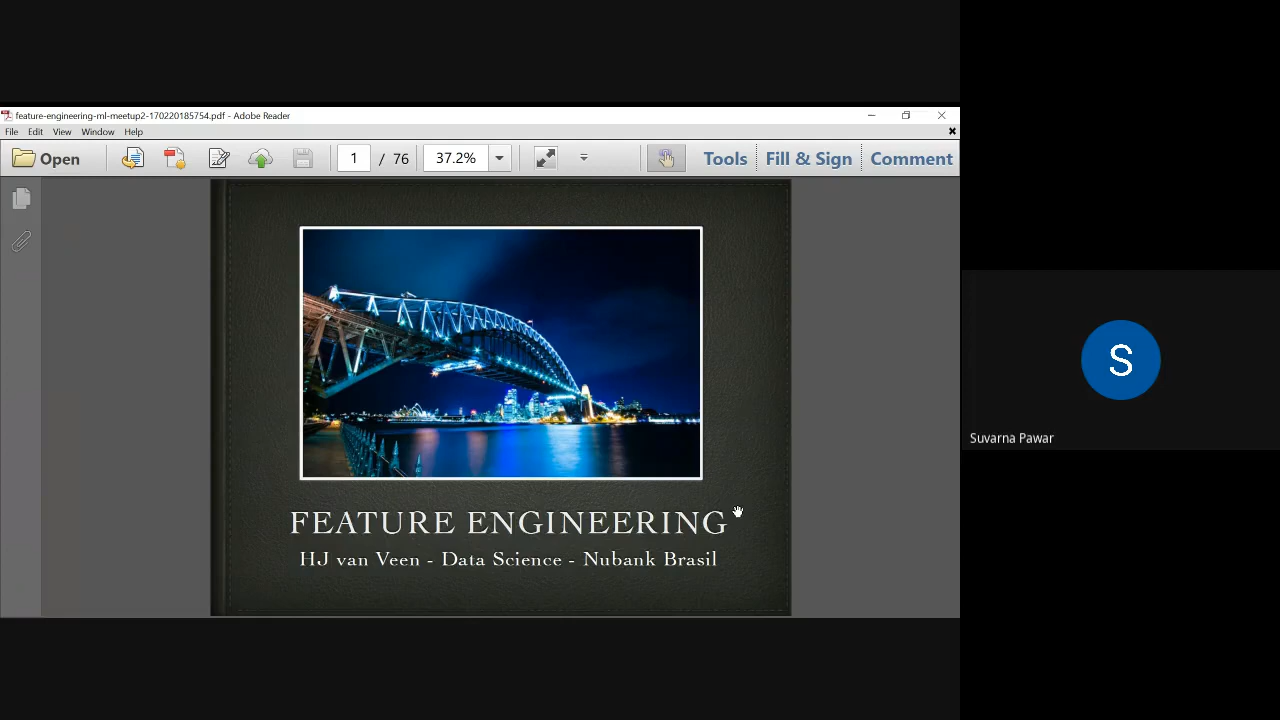 feature-engineering-ml-meetup2-170220185754.pdf - Adobe Reader
File Edit View Window Help
Open 1 / 76 37.2% Tools Fill & Sign Comment
FEATURE ENGINEERING
HJ van Veen - Data Science - Nubank Brasil
S
Suvarna Pawar